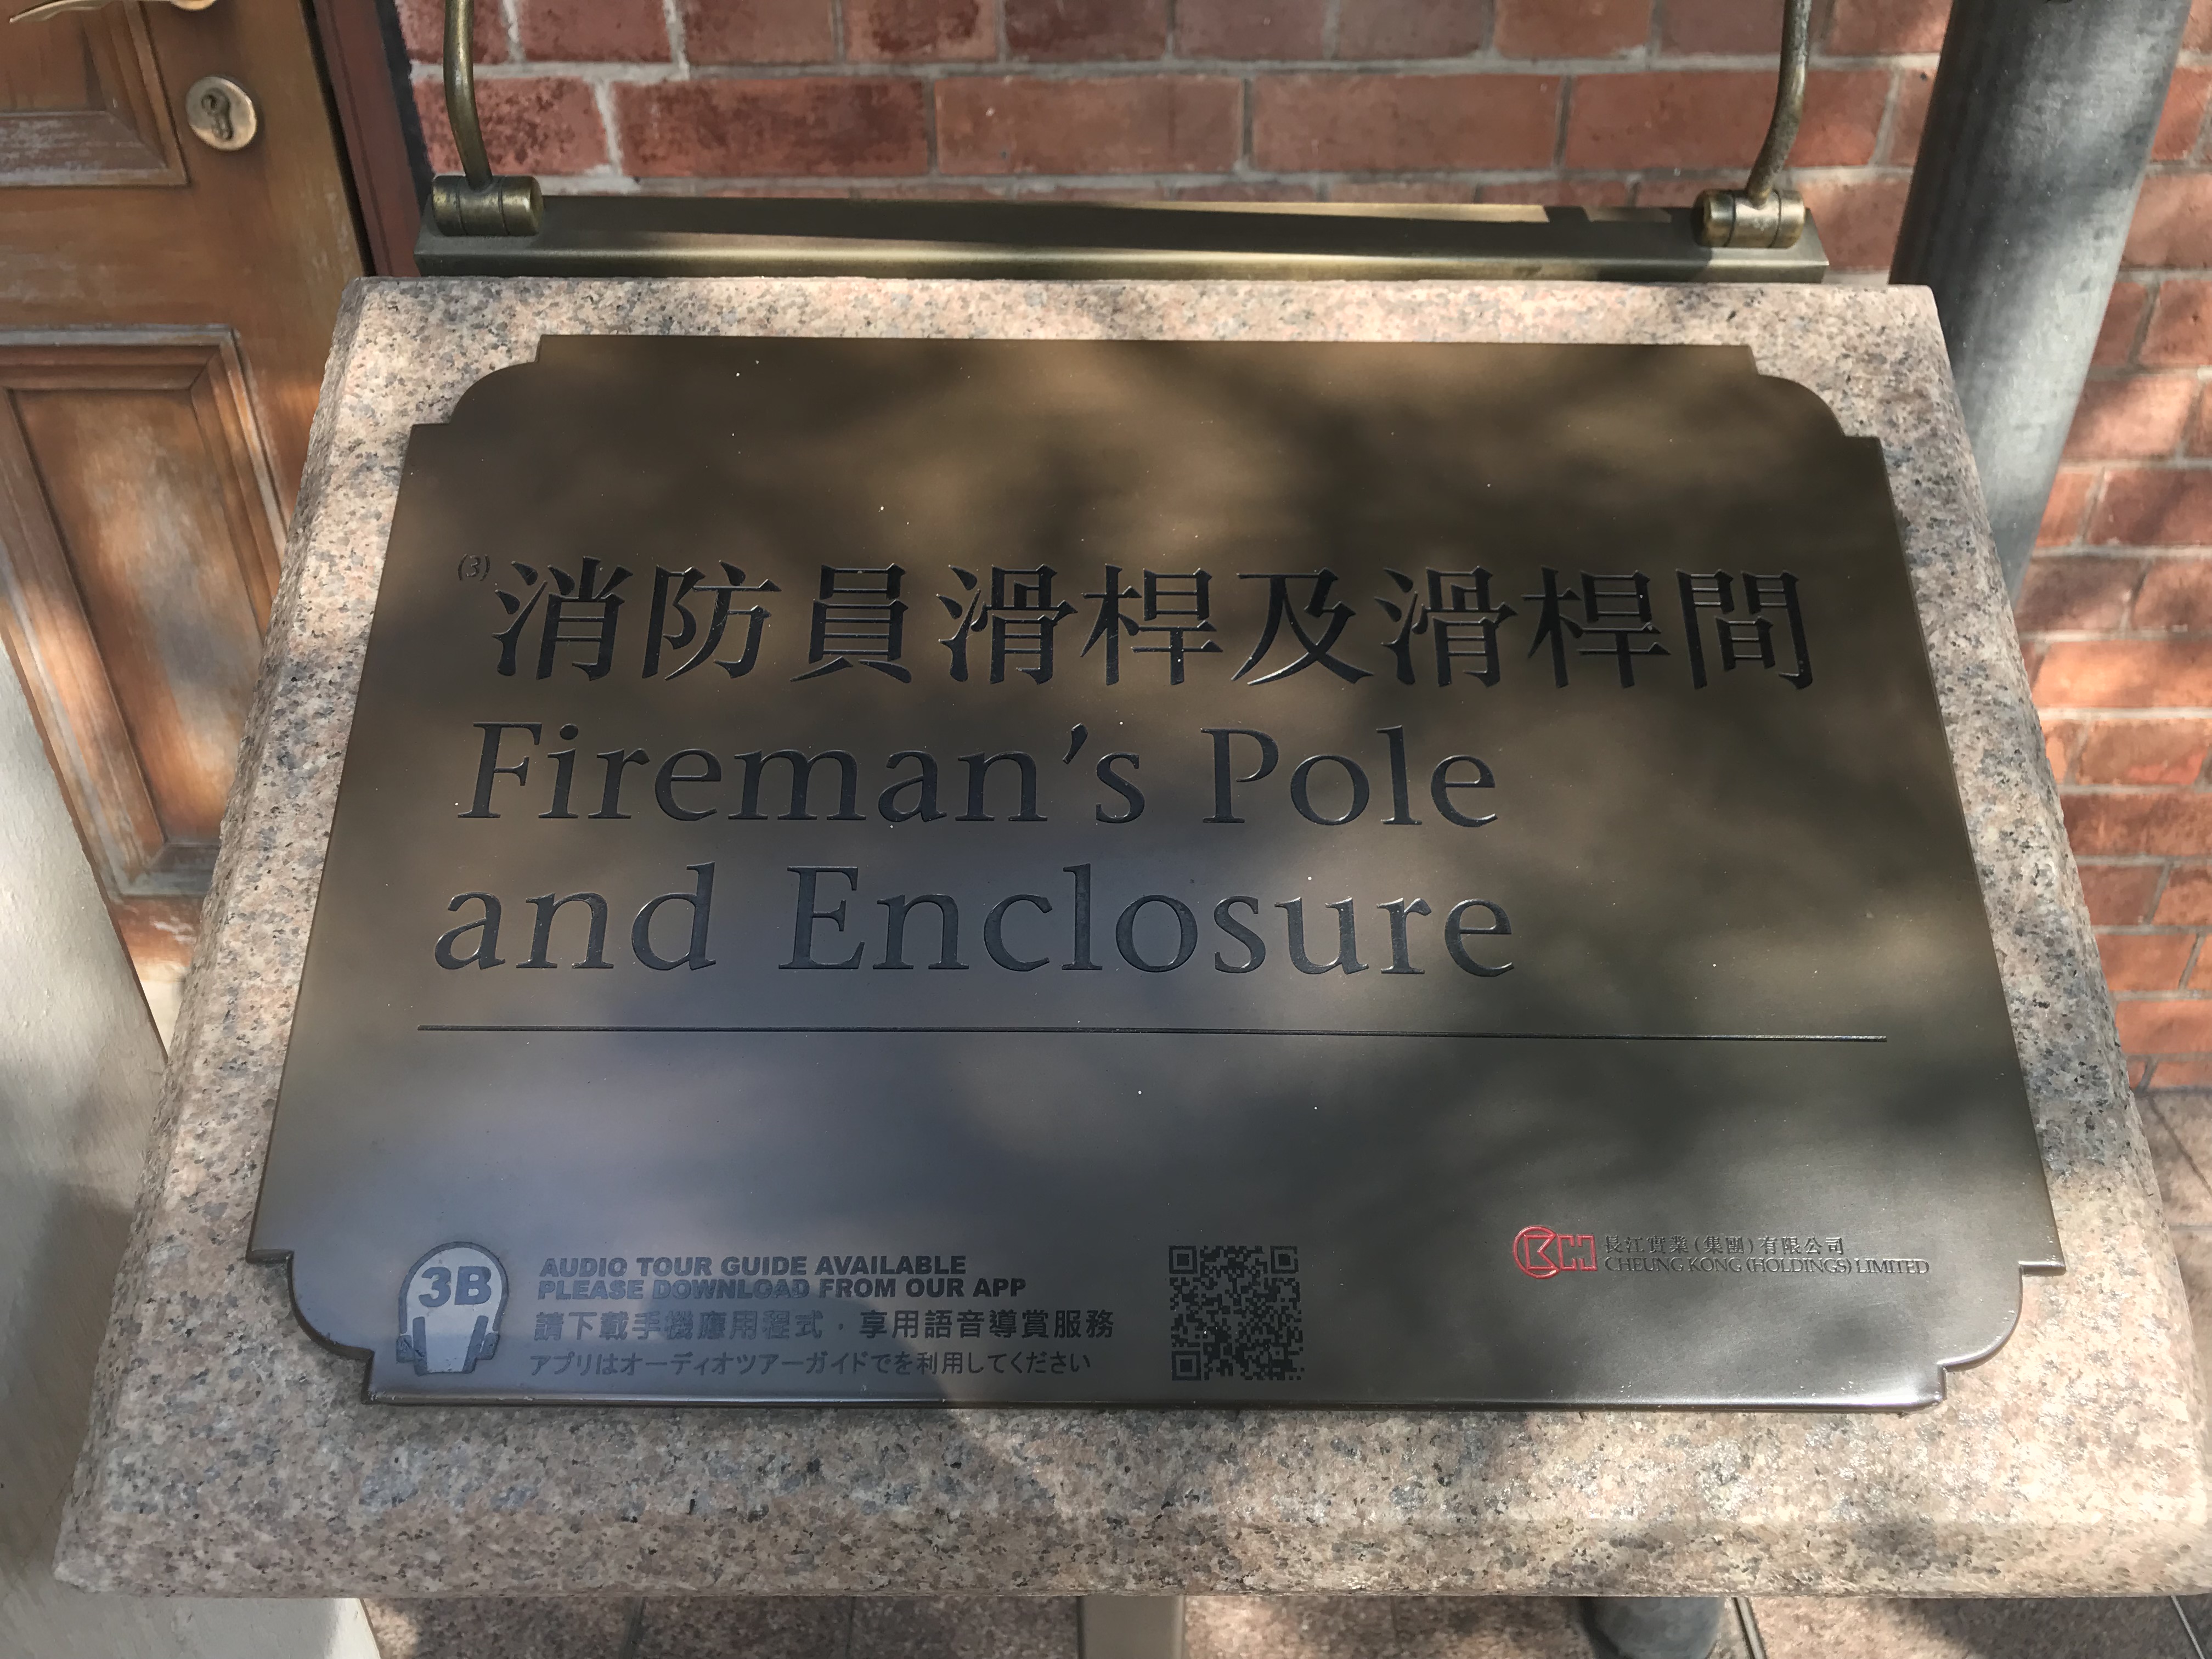 (3)消防員滑桿及滑桿間
Fireman's Pole
and Enclosure
3B
AUDIO TOUR GUIDE AVAILABLE
PLEASE DOWNLOAD FROM OUR APP
請下載手機應用程式，享用語音導賞服務
アプリはオーディオツアーガイドでを利用してください
長江實業(集團)有限公司
CHEUNG KONG (HOLDINGS) LIMITED